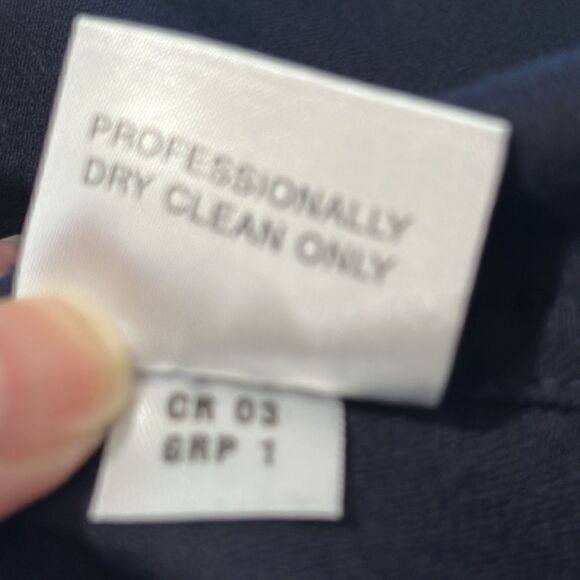 PROFESSIONALLY
DRY CLEAN ONLY
CR 03
GRP 1